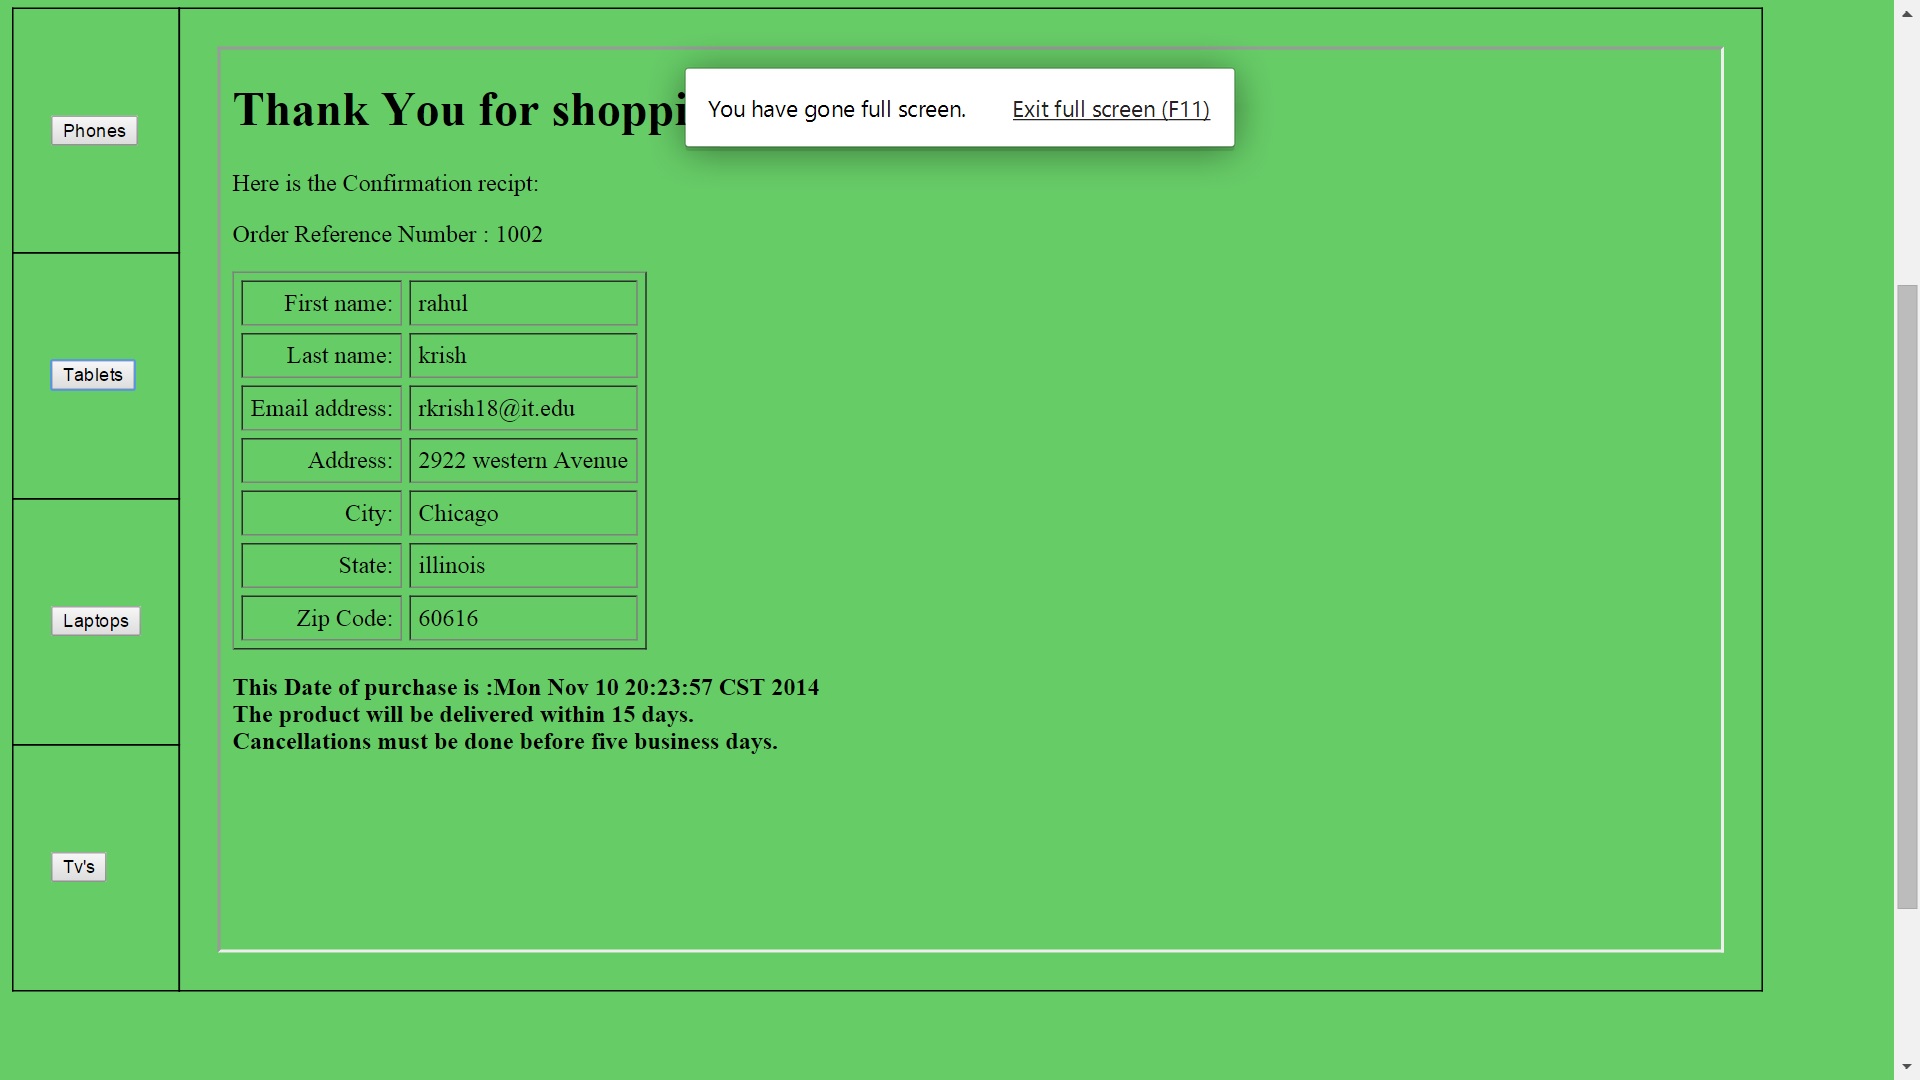 Phones
Tablets
Laptops
Tv's
Thank You for
You have gone full screen. Exit full screen (F11)
Here is the Confirmation recipt:
Order Reference Number : 1002
First name: rahul
Last name: krish
Email address: rkrish18@it.edu
Address: 2922 western Avenue
City: Chicago
State: illinois
Zip Code: 60616
This Date of purchase is :Mon Nov 10 20:23:57 CST 2014
The product will be delivered within 15 days.
Cancellations must be done before five business days.